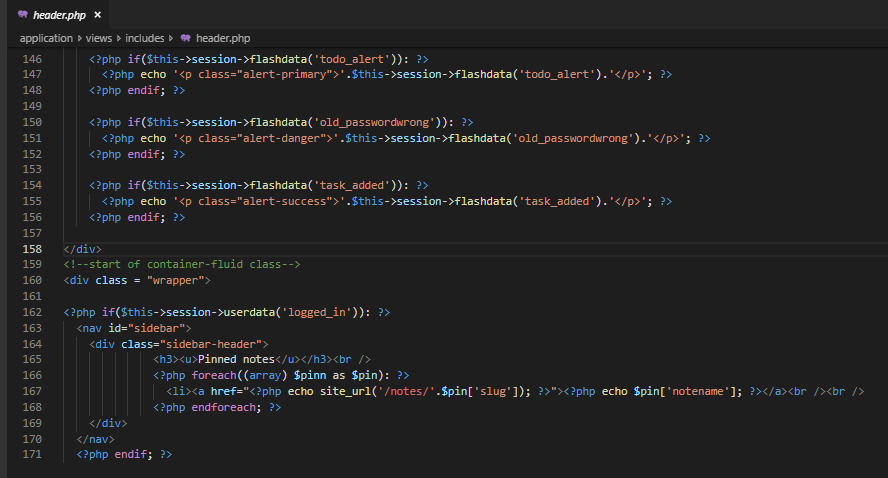 header.php ×
application > views > includes > header.php
146 <?php if($this->session->flashdata('todo_alert')): ?>
147 <?php echo '<p class="alert-primary">'.$this->session->flashdata('todo_alert').'</p>'; ?>
148 <?php endif; ?>
149
150 <?php if($this->session->flashdata('old_passwordwrong')): ?>
151 <?php echo '<p class="alert-danger">'.$this->session->flashdata('old_passwordwrong').'</p>'; ?>
152 <?php endif; ?>
153
154 <?php if($this->session->flashdata('task_added')): ?>
155 <?php echo '<p class="alert-success">'.$this->session->flashdata('task_added').'</p>'; ?>
156 <?php endif; ?>
157
158 </div>
159 <!--start of container-fluid class-->
160 <div class = "wrapper">
161
162 <?php if($this->session->userdata('logged_in')): ?>
163 <nav id="sidebar">
164 <div class="sidebar-header">
165 <h3><u>Pinned notes</u></h3><br />
166 <?php foreach((array) $pinn as $pin): ?>
167 <li><a href="<?php echo site_url('/notes/'.$pin['slug']); ?>"><?php echo $pin['notename']; ?></a><br /><br />
168 <?php endforeach; ?>
169 </div>
170 </nav>
171 <?php endif; ?>